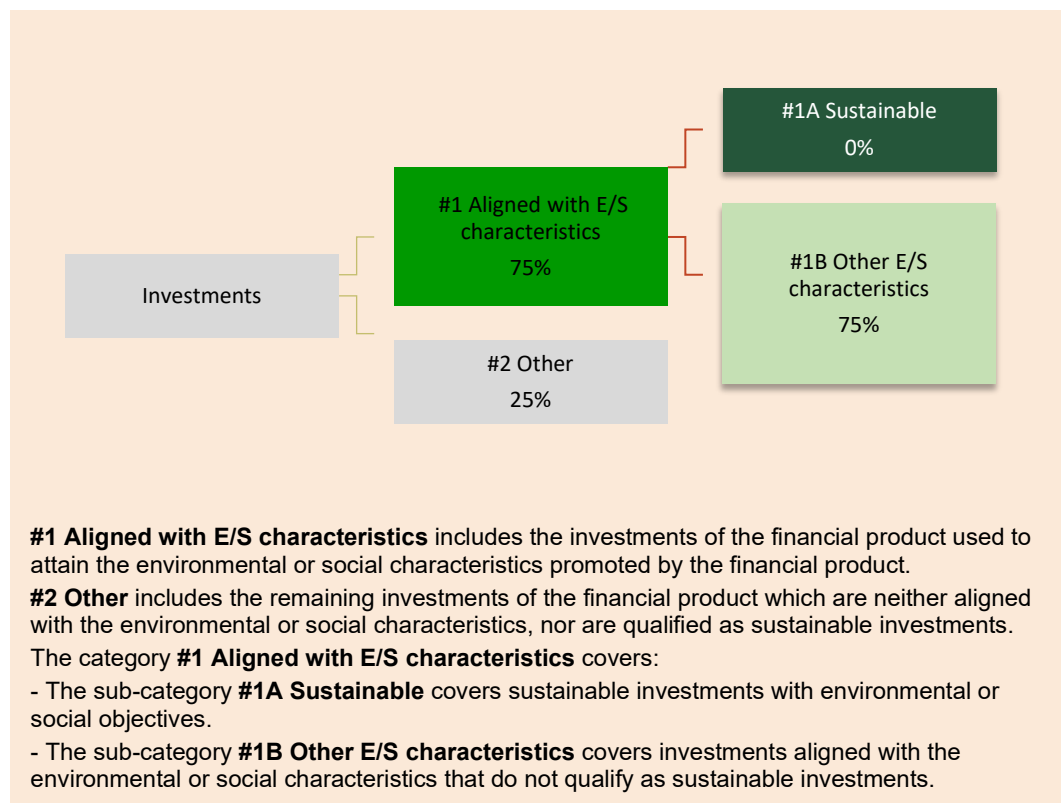 #1A Sustainable
0%
#1 Aligned with E/S
characteristics
75%
#1B Other E/S
characteristics
75%
Investments
#2 Other
25%
#1 Aligned with E/S characteristics includes the investments of the financial product used to
attain the environmental or social characteristics promoted by the financial product.
#2 Other includes the remaining investments of the financial product which are neither aligned
with the environmental or social characteristics, nor are qualified as sustainable investments.
The category #1 Aligned with E/S characteristics covers:
- The sub-category #1A Sustainable covers sustainable investments with environmental or
social objectives.
- The sub-category #1B Other E/S characteristics covers investments aligned with the
environmental or social characteristics that do not qualify as sustainable investments.